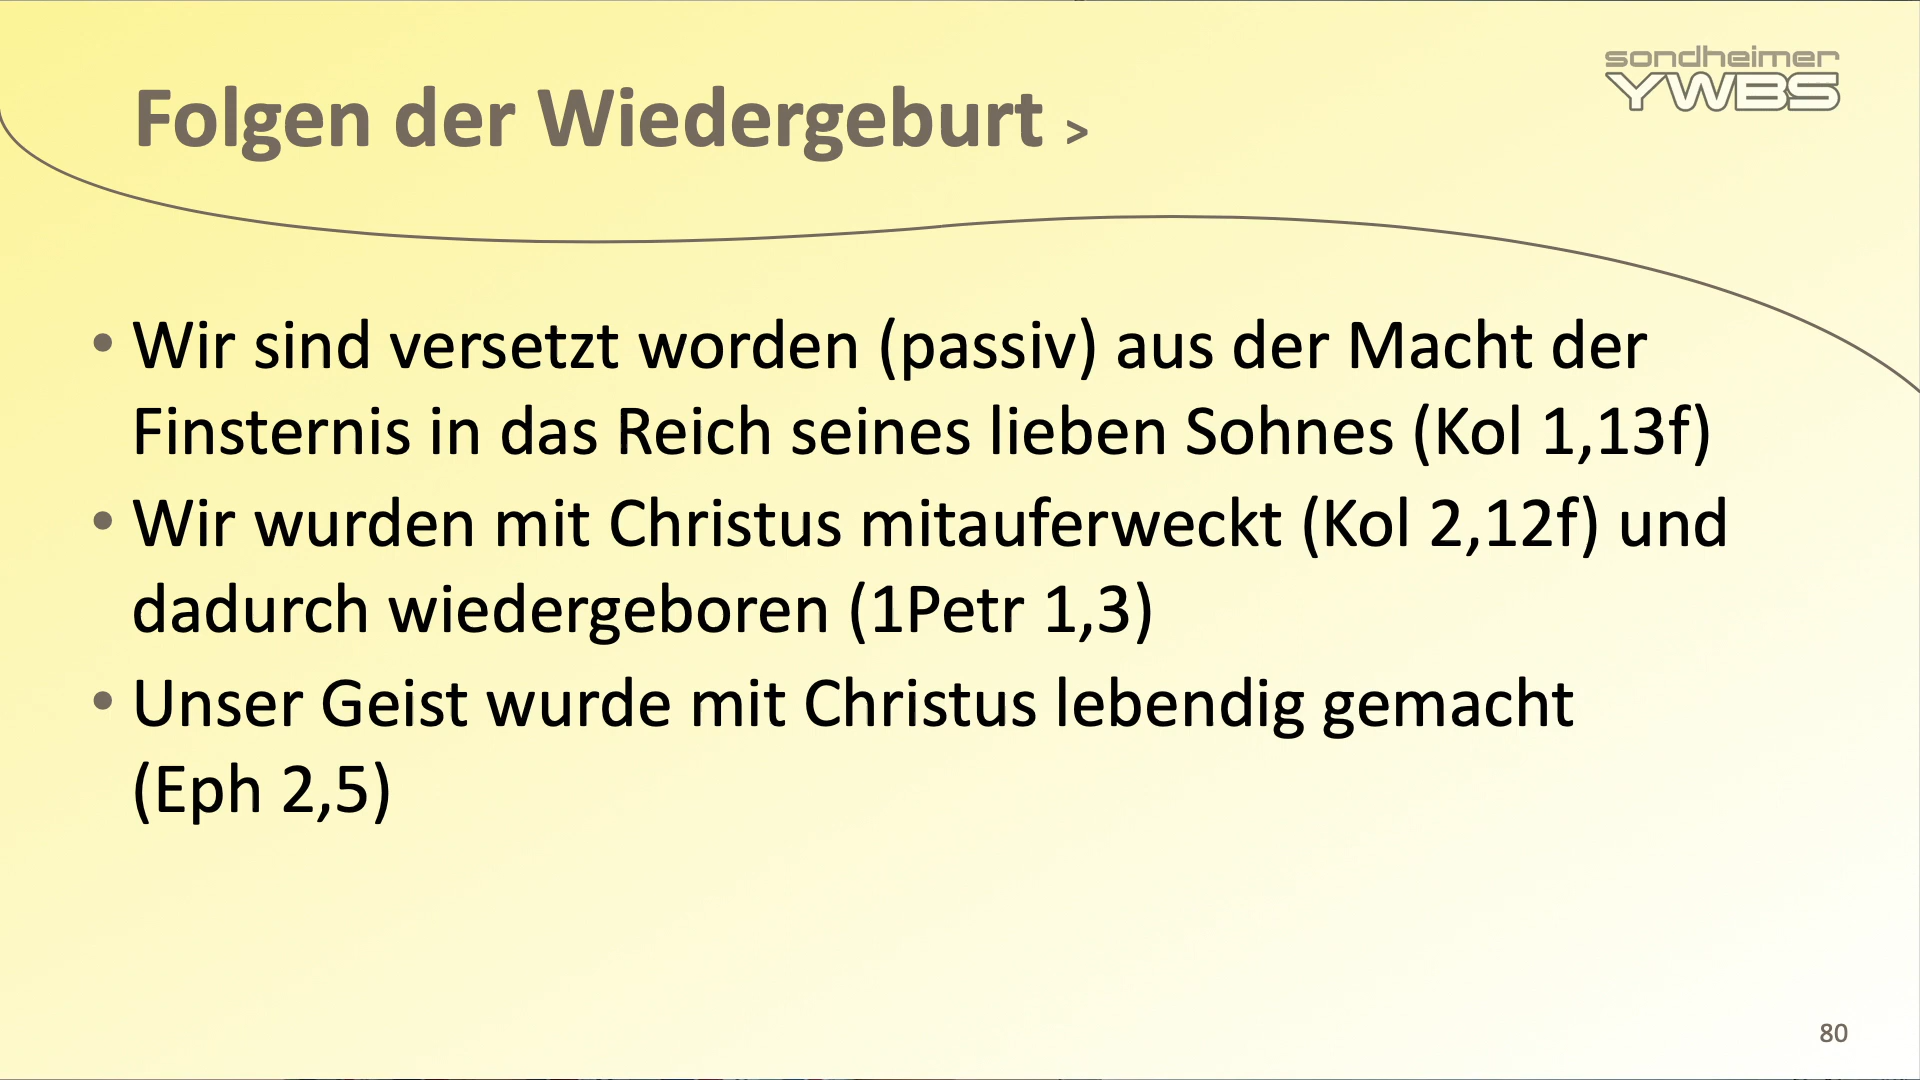 sondheimer
YWBS
Folgen der Wiedergeburt >
• Wir sind versetzt worden (passiv) aus der Macht der
Finsternis in das Reich seines lieben Sohnes (Kol 1,13f)
• Wir wurden mit Christus mitauferweckt (Kol 2,12f) und
dadurch wiedergeboren (1Petr 1,3)
• Unser Geist wurde mit Christus lebendig gemacht
(Eph 2,5)
80